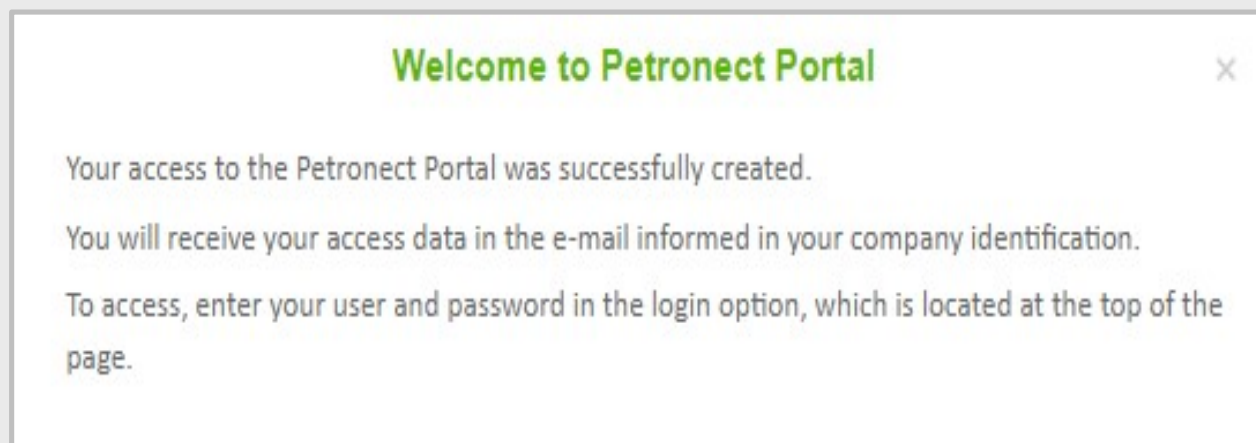 Welcome to Petronect Portal
×
Your access to the Petronect Portal was successfully created.
You will receive your access data in the e-mail informed in your company identification.
To access, enter your user and password in the login option, which is located at the top of the
page.